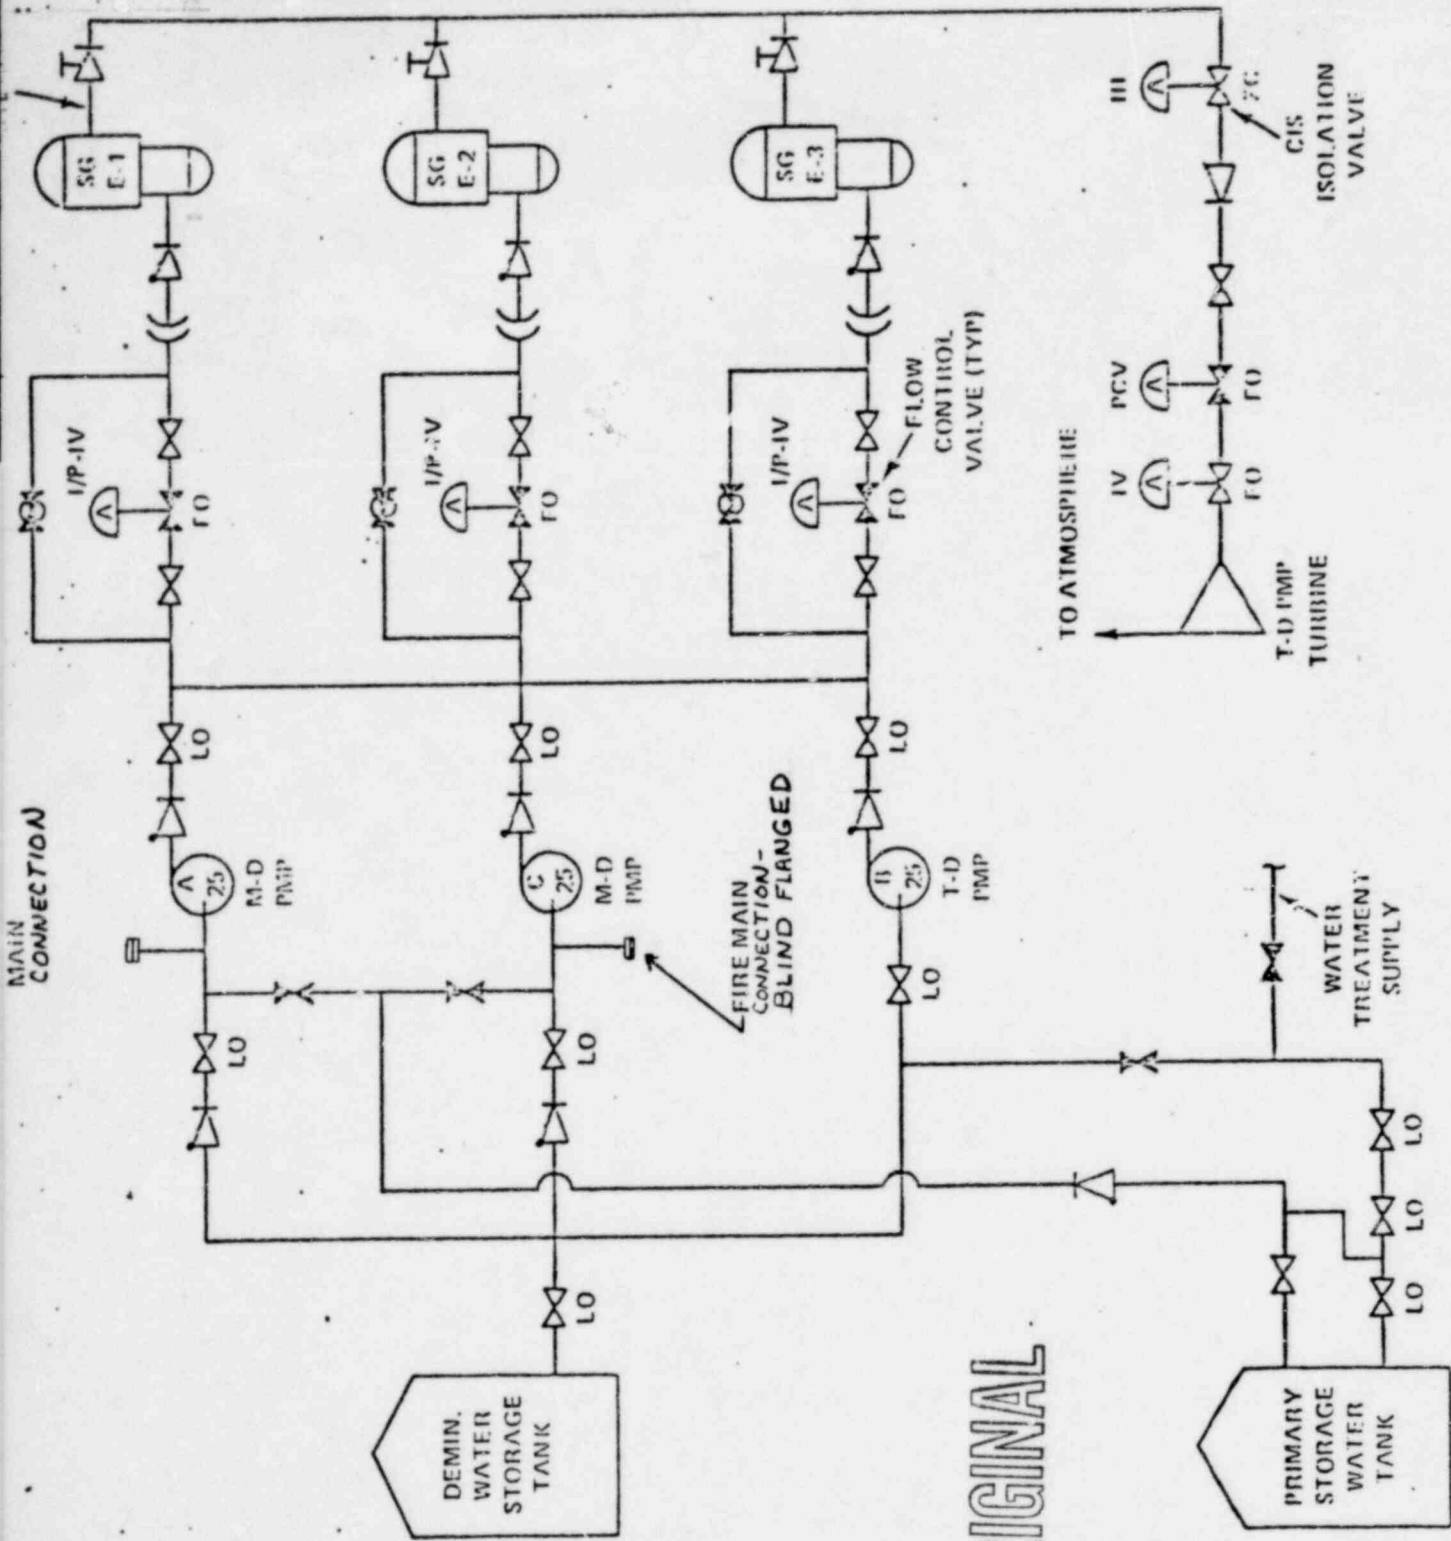 SG
E-1
SG
E-2
SG
E-3
A
CIS
ISOLATION
VALVE
I/P-IV
A
FO
A
FO
I/P-IV
A
FO
FLOW
CONTROL
VALVE (TYP)
PCV
A
FO
IV
A
FO
TO ATMOSPHERE
T-D PMP
TURBINE
LO
LO
LO
MAIN
CONNECTION
A
25
M-D
PMP
C
25
M-D
PMP
B
25
T-D
PMP
FIRE MAIN
CONNECTION-
BLIND FLANGED
LO
LO
LO
WATER
TREATMENT
SUPPLY
LO
LO
LO
LO
DEMIN.
WATER
STORAGE
TANK
IGINAL
PRIMARY
STORAGE
WATER
TANK